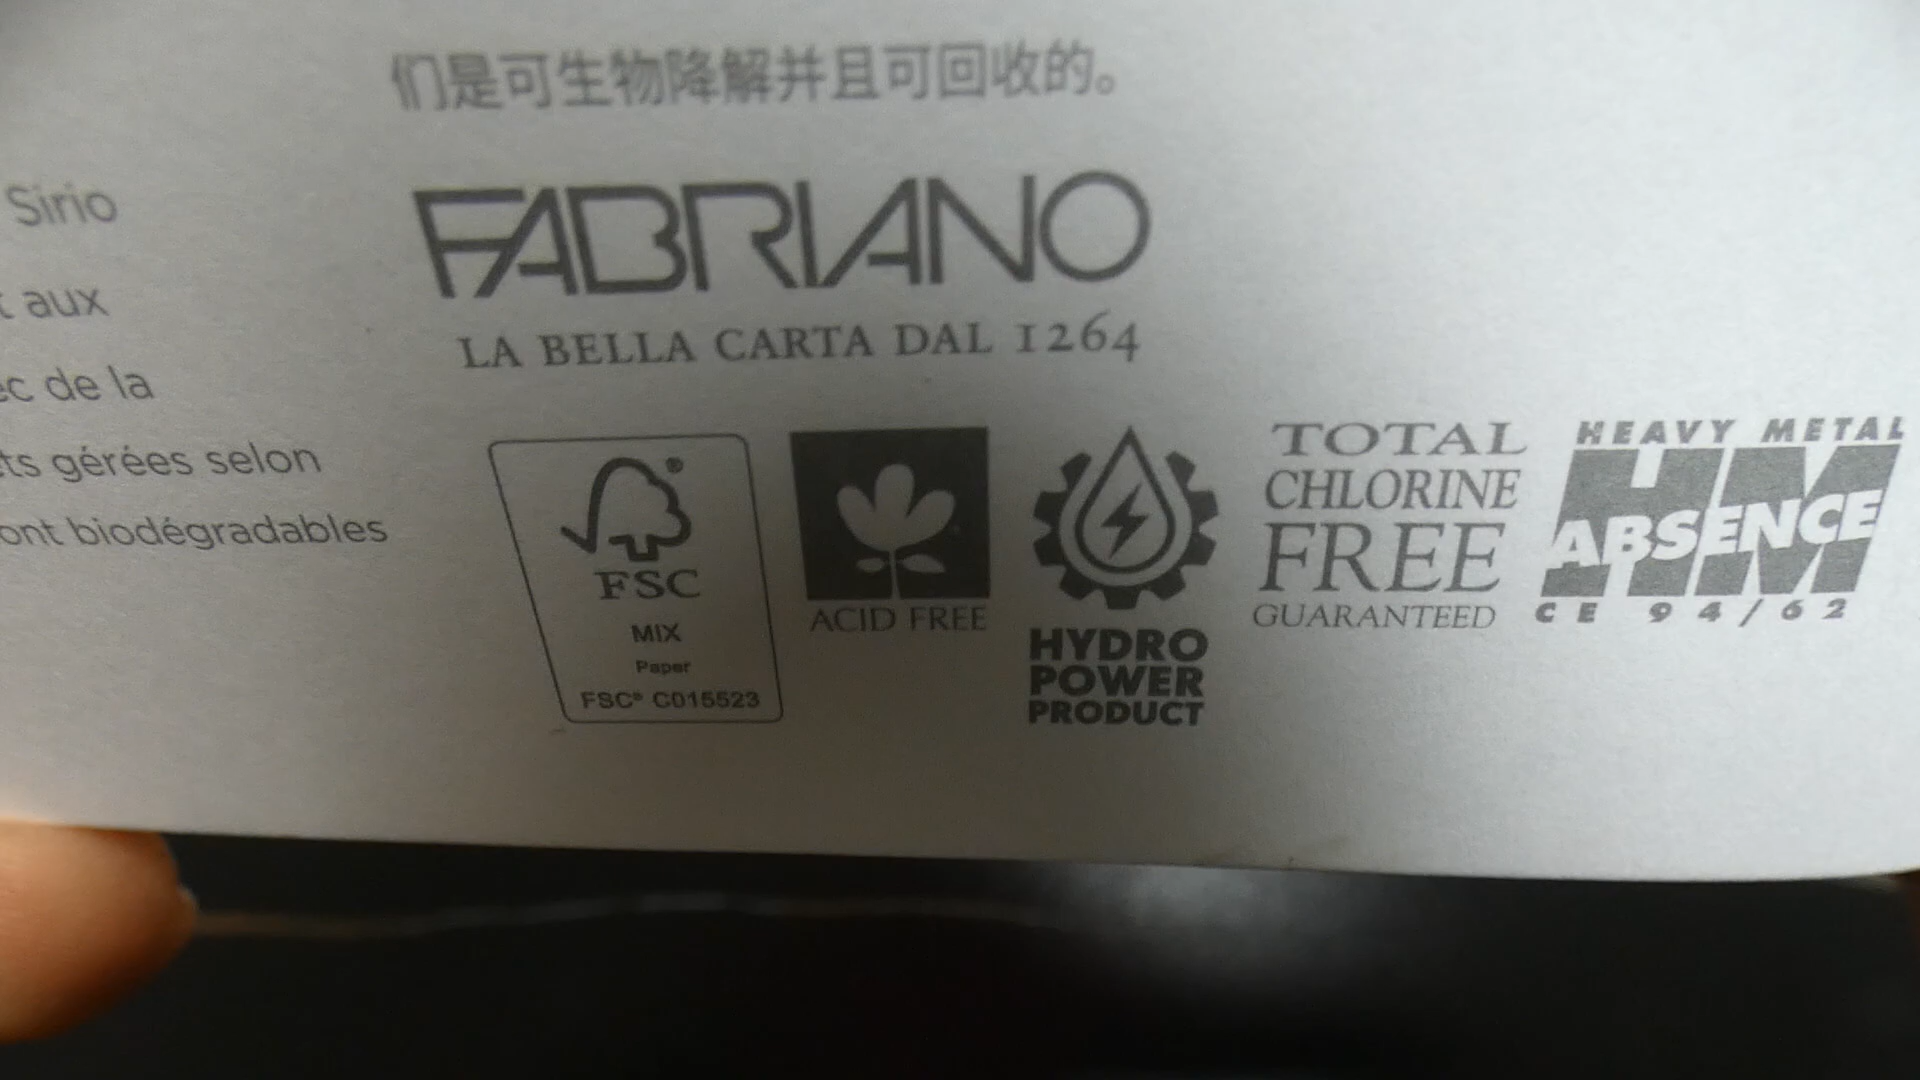 们是可生物降解并且可回收的。
Sirio
t aux
ec de la
ts gérées selon
ont biodégradables
FABRIANO
LA BELLA CARTA DAL 1264
®
FSC
MIX
Paper
FSC® C015523
ACID FREE
HYDRO
POWER
PRODUCT
TOTAL
CHLORINE
FREE
GUARANTEED
HEAVY METAL
HM
ABSENCE
CE 94/62